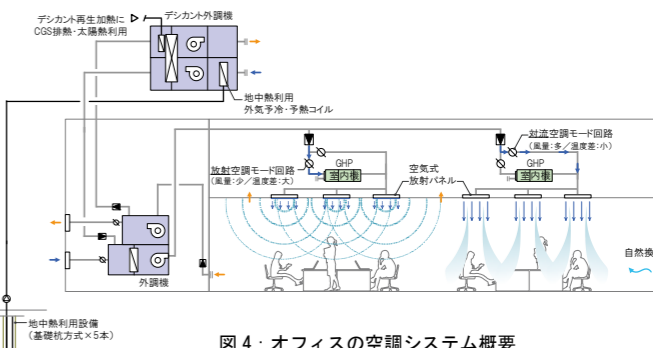 デシカント再生加熱に
CGS排熱・太陽熱利用
デシカント外調機
地中熱利用
外気予冷・予熱コイル
対流空調モード回路
（風量:多／温度差:小）
放射空調モード回路
（風量:少／温度差:大）
GHP
室内機
空気式
放射パネル
GHP
室内機
外調機
自然換
地中熱利用設備
（基礎杭方式×5本）
図4：オフィスの空調システム概要